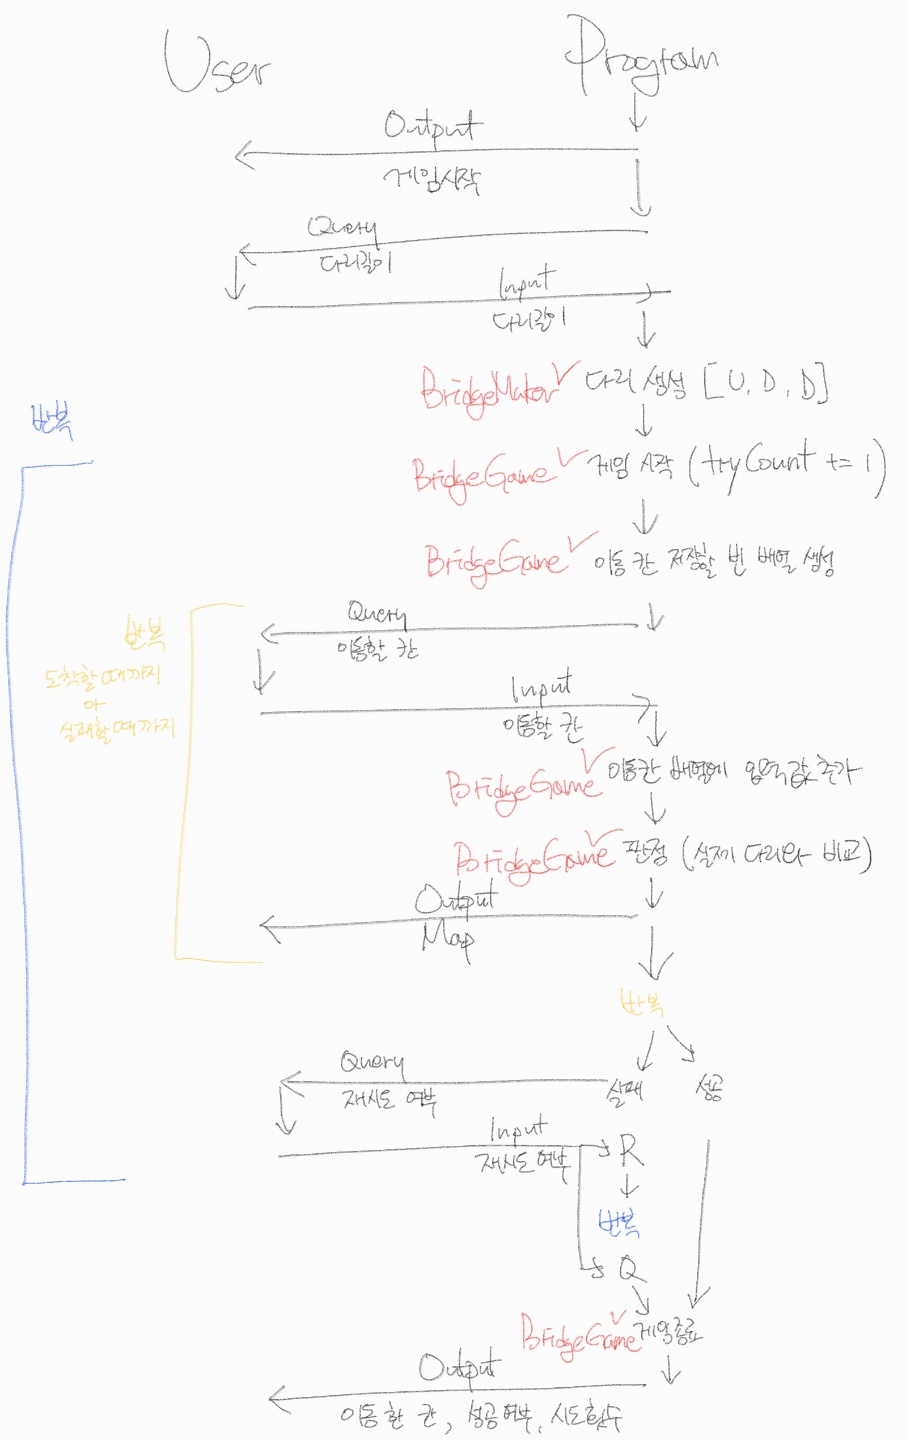 User
Program
Output
게임시작
Query
다리길이
Input
다리길이
BridgeMaker 다리 생성 [U, D, D]
반복
BridgeGame 게임 시작 (tryCount += 1)
BridgeGame 이동 칸 저장할 빈 배열 생성
Query
이동할 칸
반복
도착할 때까지
or
실패할 때까지
Input
이동할 칸
BridgeGame 이동칸 배열에 입력값 추가
BridgeGame 판정 (실제 다리와 비교)
Output
Map
반복
Query
재시도 여부
실패
성공
Input
재시도 여부
R
반복
Q
BridgeGame 게임종료
Output
이동한 칸, 성공여부, 시도횟수